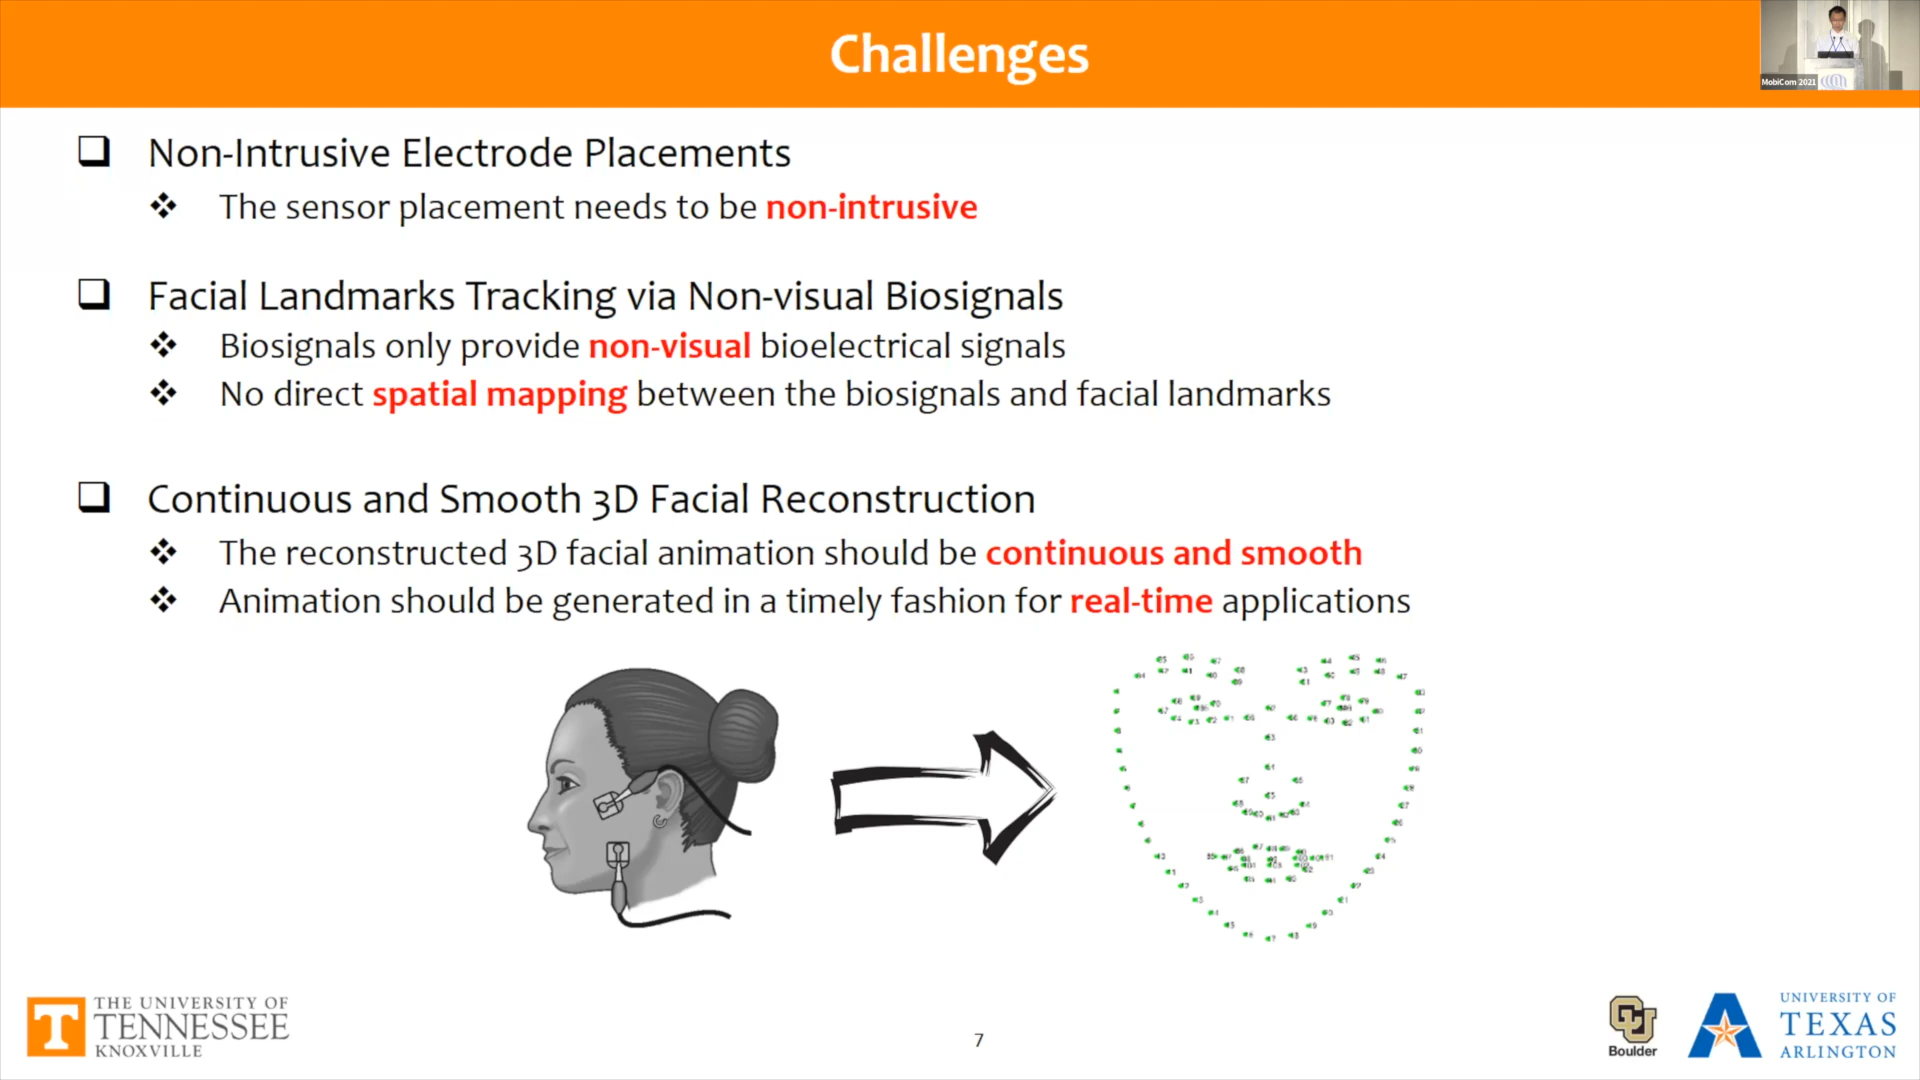 Challenges
MobiCom 2021
Non-Intrusive Electrode Placements
The sensor placement needs to be non-intrusive
Facial Landmarks Tracking via Non-visual Biosignals
Biosignals only provide non-visual bioelectrical signals
No direct spatial mapping between the biosignals and facial landmarks
Continuous and Smooth 3D Facial Reconstruction
The reconstructed 3D facial animation should be continuous and smooth
Animation should be generated in a timely fashion for real-time applications
T
THE UNIVERSITY OF
TENNESSEE
KNOXVILLE
7
CU
Boulder
A
UNIVERSITY OF
TEXAS
ARLINGTON